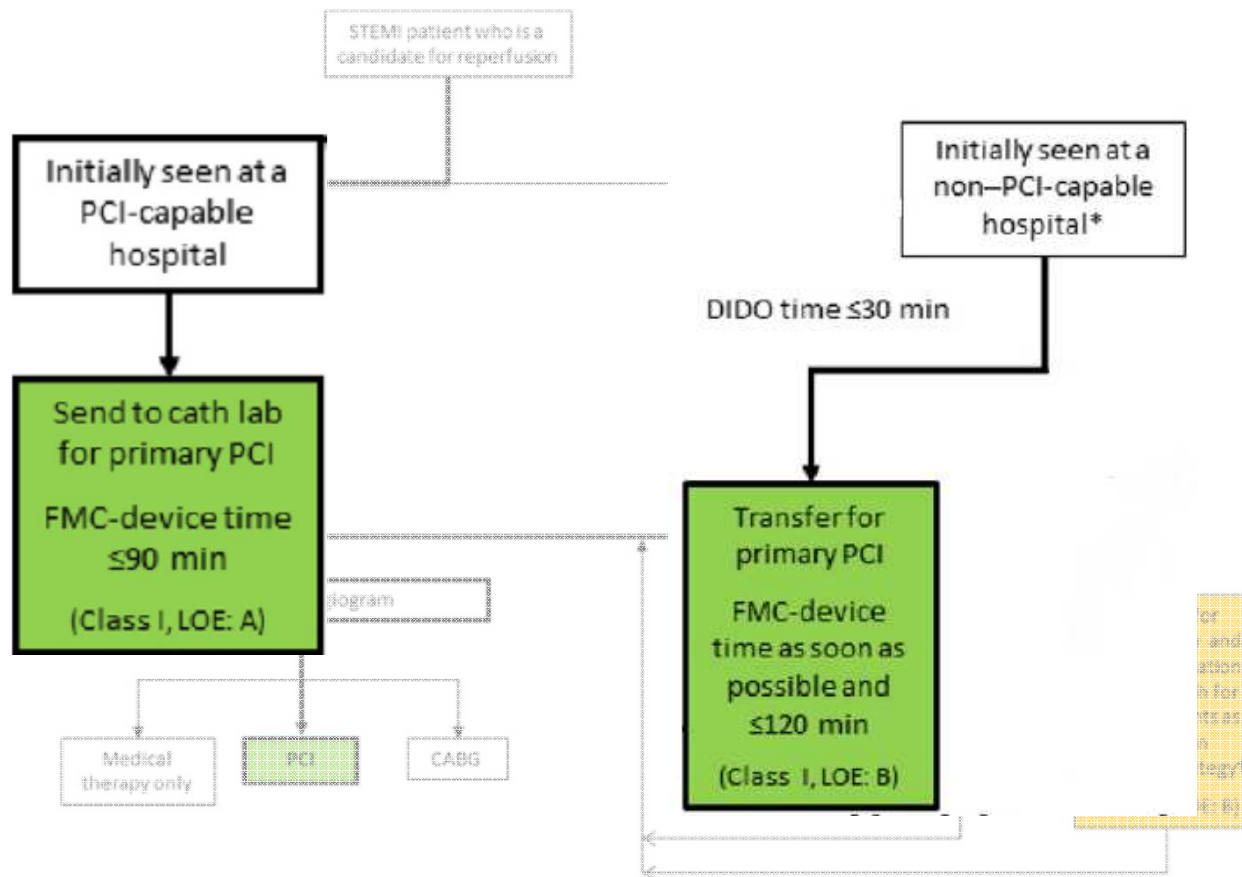 STEMI patient who is a
candidate for reperfusion
Initially seen at a
PCI-capable
hospital
Initially seen at a
non–PCI-capable
hospital*
DIDO time ≤30 min
Send to cath lab
for primary PCI
FMC-device time
≤90 min
(Class I, LOE: A)
Transfer for
primary PCI
FMC-device
time as soon as
possible and
≤120 min
(Class I, LOE: B)
Medical
therapy only
PCI
CABG
or
and
for